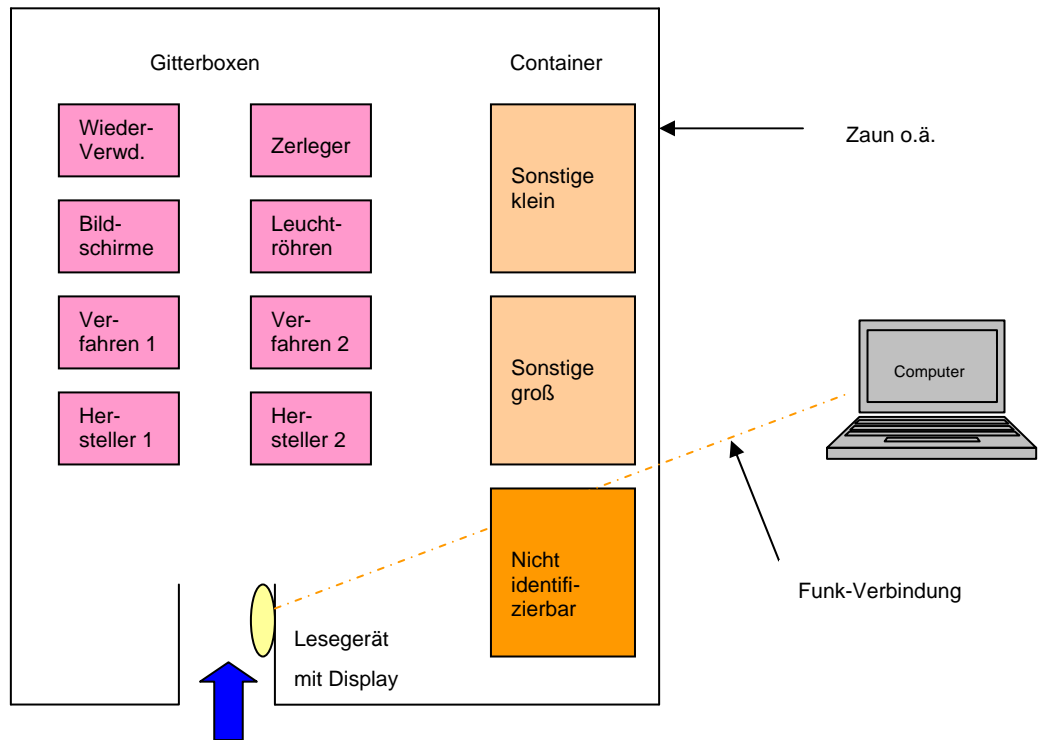 Gitterboxen
Container
Wieder-
Verwd.
Zerleger
Sonstige
klein
Zaun o.ä.
Bild-
schirme
Leucht-
röhren
Ver-
fahren 1
Ver-
fahren 2
Sonstige
groß
Computer
Her-
steller 1
Her-
steller 2
Nicht
identifi-
zierbar
Funk-Verbindung
Lesegerät
mit Display